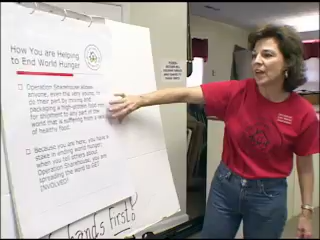 How You are Helping
to End World Hunger
Operation Sharehouse allows
anyone, even the very young, to
do their part by mixing and
packaging a high-protein food mix
for shipment to any part of the
world that is suffering from a
of healthy food.
Because you are here, you have a
stake in ending world hunger;
when you tell others about
Operation Sharehouse, you are
spreading the word to GET
INVOLVED!
hands first!